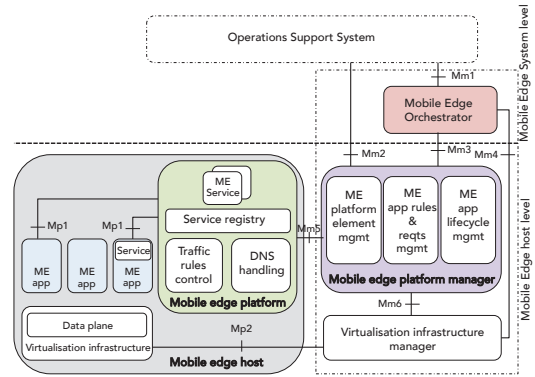 Operations Support System
Mobile Edge System level
Mm1
Mobile Edge
Orchestrator
Mm2
Mm3
Mm4
ME
Service
Service registry
Traffic
rules
control
DNS
handling
Mobile edge platform
Mp1
Mp1
ME
app
ME
app
Service
ME
app
Mm5
ME
platform
element
mgmt
ME
app rules
&
reqts
mgmt
ME
app
lifecycle
mgmt
Mobile edge platform manager
Mobile Edge host level
Mm6
Data plane
Virtualisation infrastructure
Mp2
Mobile edge host
Virtualisation infrastructure
manager